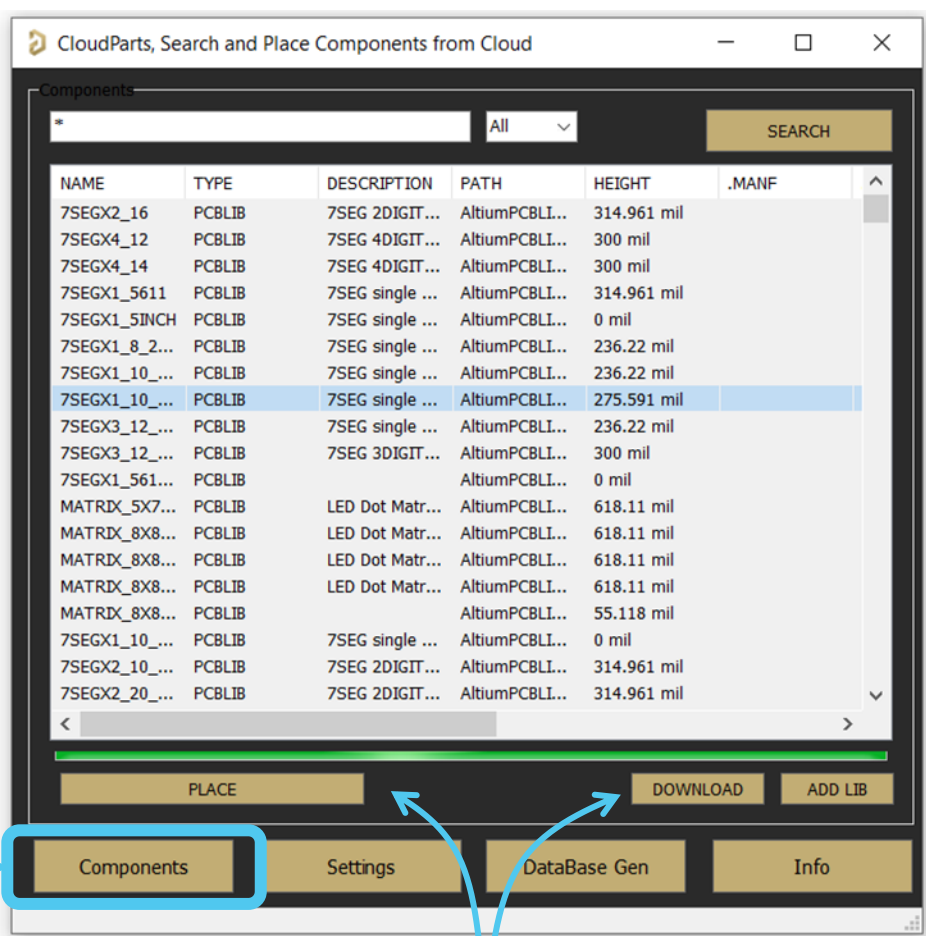 CloudParts, Search and Place Components from Cloud
Components
* All SEARCH
NAME TYPE DESCRIPTION PATH HEIGHT .MANF
7SEGX2_16 PCBLIB 7SEG 2DIGIT... AltiumPCBLI... 314.961 mil
7SEGX4_12 PCBLIB 7SEG 4DIGIT... AltiumPCBLI... 300 mil
7SEGX4_14 PCBLIB 7SEG 4DIGIT... AltiumPCBLI... 300 mil
7SEGX1_5611 PCBLIB 7SEG single ... AltiumPCBLI... 314.961 mil
7SEGX1_5INCH PCBLIB 7SEG single ... AltiumPCBLI... 0 mil
7SEGX1_8_2... PCBLIB 7SEG single ... AltiumPCBLI... 236.22 mil
7SEGX1_10_... PCBLIB 7SEG single ... AltiumPCBLI... 236.22 mil
7SEGX1_10_... PCBLIB 7SEG single ... AltiumPCBLI... 275.591 mil
7SEGX3_12_... PCBLIB 7SEG single ... AltiumPCBLI... 236.22 mil
7SEGX3_12_... PCBLIB 7SEG 3DIGIT... AltiumPCBLI... 300 mil
7SEGX1_561... PCBLIB AltiumPCBLI... 0 mil
MATRIX_5X7... PCBLIB LED Dot Matr... AltiumPCBLI... 618.11 mil
MATRIX_8X8... PCBLIB LED Dot Matr... AltiumPCBLI... 618.11 mil
MATRIX_8X8... PCBLIB LED Dot Matr... AltiumPCBLI... 618.11 mil
MATRIX_8X8... PCBLIB LED Dot Matr... AltiumPCBLI... 618.11 mil
MATRIX_8X8... PCBLIB AltiumPCBLI... 55.118 mil
7SEGX1_10_... PCBLIB 7SEG single ... AltiumPCBLI... 0 mil
7SEGX2_10_... PCBLIB 7SEG 2DIGIT... AltiumPCBLI... 314.961 mil
7SEGX2_20_... PCBLIB 7SEG 2DIGIT... AltiumPCBLI... 314.961 mil
PLACE DOWNLOAD ADD LIB
Components Settings DataBase Gen Info